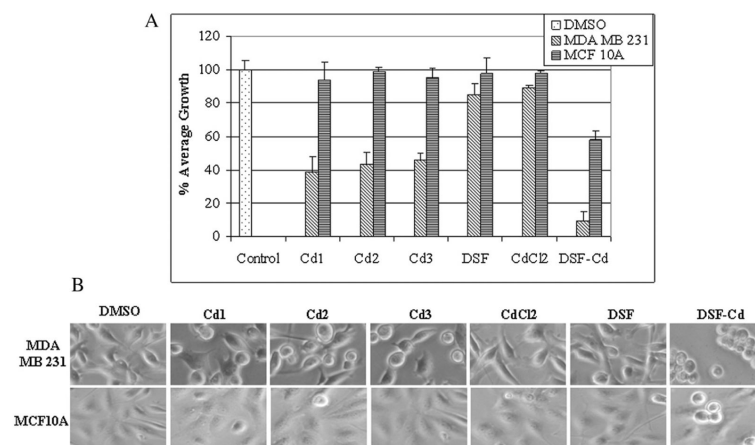 A
DMSO
MDA MB 231
MCF 10A
120
100
80
60
40
20
0
% Average Growth
Control Cd1 Cd2 Cd3 DSF CdCl2 DSF-Cd
B
DMSO Cd1 Cd2 Cd3 CdCl2 DSF DSF-Cd
MDA
MB 231
MCF10A